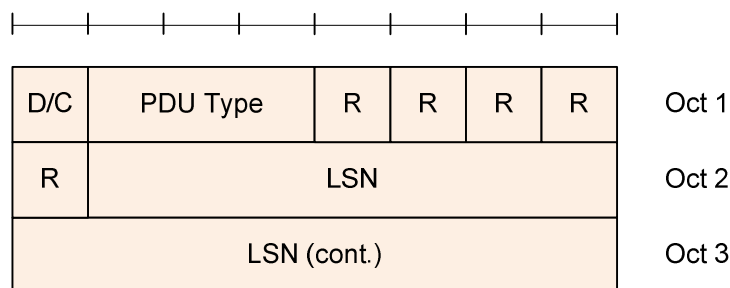 D/C PDU Type R R R R Oct 1
R LSN Oct 2
LSN (cont.) Oct 3